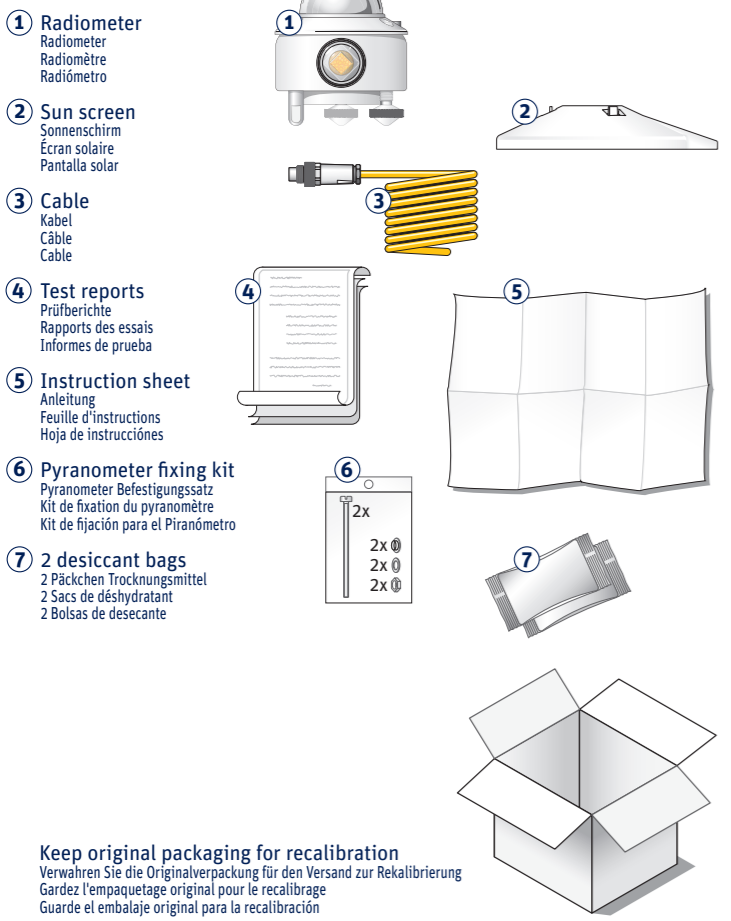 1 Radiometer
Radiometer
Radiomètre
Radiómetro
2 Sun screen
Sonnenschirm
Écran solaire
Pantalla solar
3 Cable
Kabel
Câble
Cable
4 Test reports
Prüfberichte
Rapports des essais
Informes de prueba
5 Instruction sheet
Anleitung
Feuille d'instructions
Hoja de instrucciónes
6 Pyranometer fixing kit
Pyranometer Befestigungssatz
Kit de fixation du pyranomètre
Kit de fijación para el Piranómetro
7 2 desiccant bags
2 Päckchen Trocknungsmittel
2 Sacs de déshydratant
2 Bolsas de desecante
1
2
3
4
5
6
2x
2x
2x
2x
7
Keep original packaging for recalibration
Verwahren Sie die Originalverpackung für den Versand zur Rekalibrierung
Gardez l'empaquetage original pour le recalibrage
Guarde el embalaje original para la recalibración